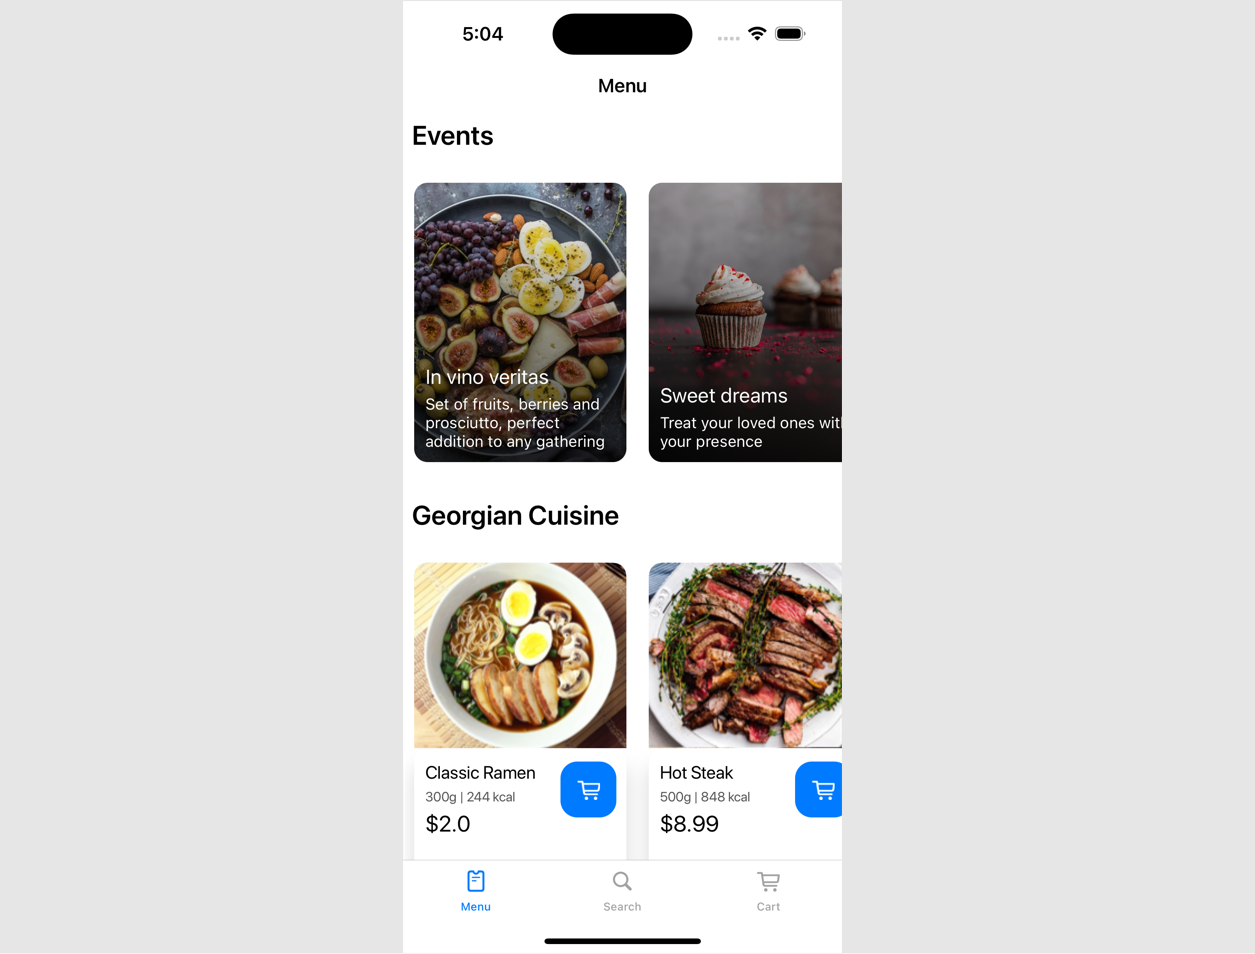 5:04
Menu
Events
In vino veritas
Set of fruits, berries and
prosciutto, perfect
addition to any gathering
Sweet dreams
Treat your loved ones wit
your presence
Georgian Cuisine
Classic Ramen
300g | 244 kcal
$2.0
Hot Steak
500g | 848 kcal
$8.99
Menu
Search
Cart